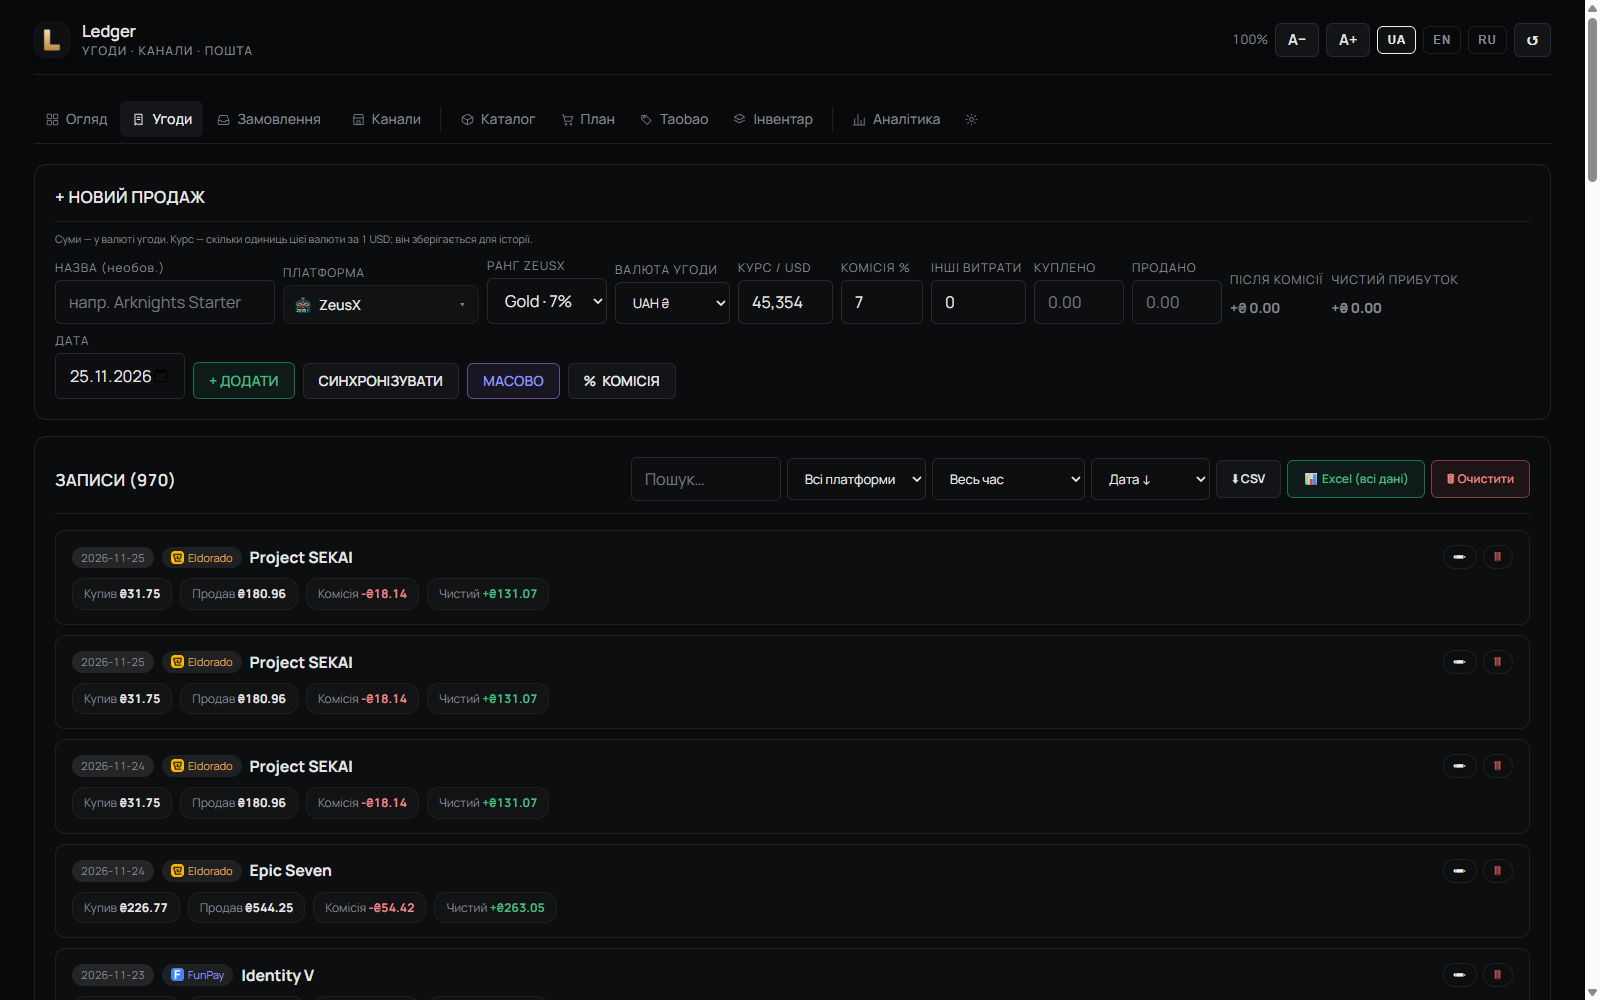 Ledger
УГОДИ · КАНАЛИ · ПОШТА
100% A− A+ UA EN RU ↺
Огляд Угоди Замовлення Канали Каталог План Taobao Інвентар Аналітика
+ НОВИЙ ПРОДАЖ
Суми — у валюті угоди. Курс — скільки одиниць цієї валюти за 1 USD; він зберігається для історії.
НАЗВА (необов.) ПЛАТФОРМА РАНГ ZEUSX ВАЛЮТА УГОДИ КУРС / USD КОМІСІЯ % ІНШІ ВИТРАТИ КУПЛЕНО ПРОДАНО ПІСЛЯ КОМІСІЇ ЧИСТИЙ ПРИБУТОК
напр. Arknights Starter ZeusX Gold · 7% UAH ₴ 45,354 7 0 0.00 0.00 +₴ 0.00 +₴ 0.00
ДАТА
25.11.2026 + ДОДАТИ СИНХРОНІЗУВАТИ МАСОВО % КОМІСІЯ
ЗАПИСИ (970) Пошук... Всі платформи Весь час Дата ↓ ⬇CSV Excel (всі дані) Очистити
2026-11-25 Eldorado Project SEKAI
Купив ₴31.75 Продав ₴180.96 Комісія -₴18.14 Чистий +₴131.07
2026-11-25 Eldorado Project SEKAI
Купив ₴31.75 Продав ₴180.96 Комісія -₴18.14 Чистий +₴131.07
2026-11-24 Eldorado Project SEKAI
Купив ₴31.75 Продав ₴180.96 Комісія -₴18.14 Чистий +₴131.07
2026-11-24 Eldorado Epic Seven
Купив ₴226.77 Продав ₴544.25 Комісія -₴54.42 Чистий +₴263.05
2026-11-23 FunPay Identity V